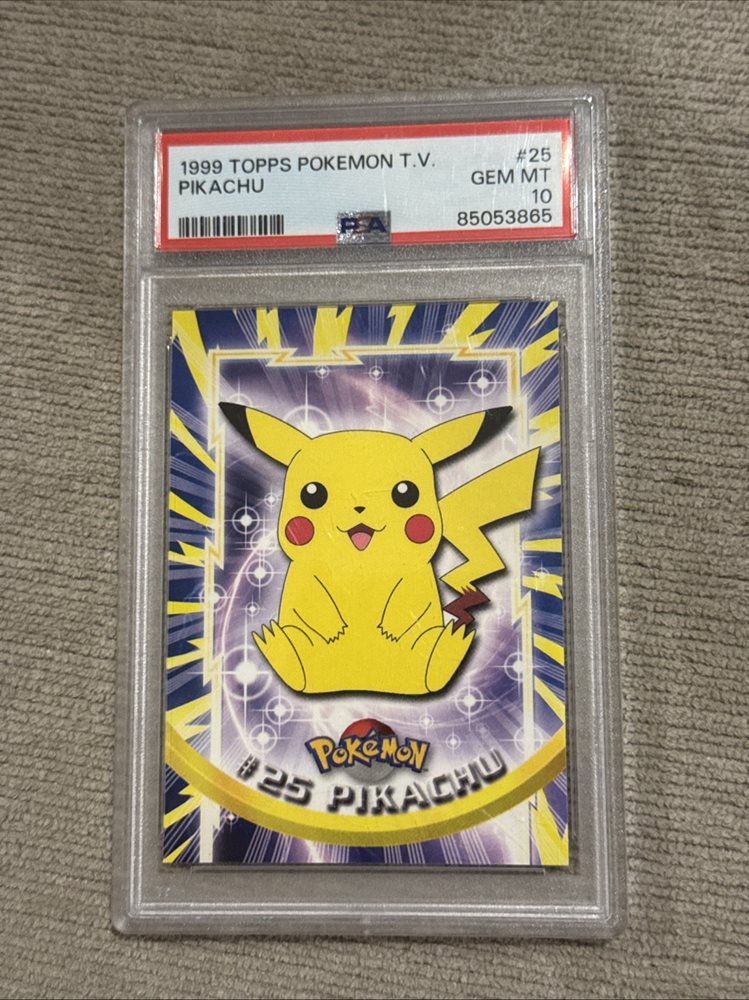 1999 TOPPS POKEMON T.V. #25
PIKACHU GEM MT
10
PSA 85053865
POKéMON
#25 PIKACHU